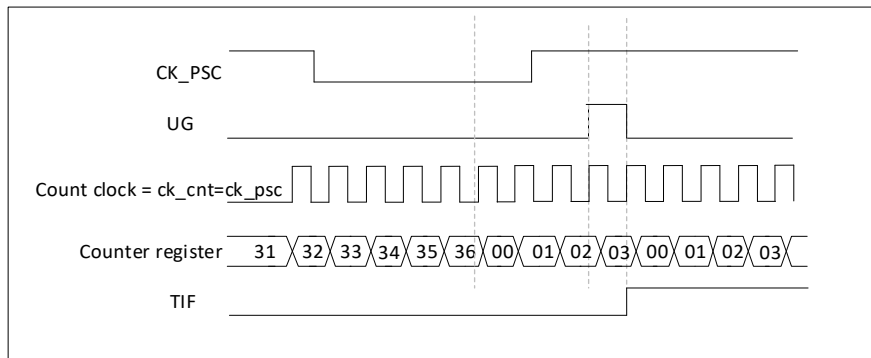 CK_PSC
UG
Count clock = ck_cnt=ck_psc
Counter register 31 32 33 34 35 36 00 01 02 03 00 01 02 03
TIF